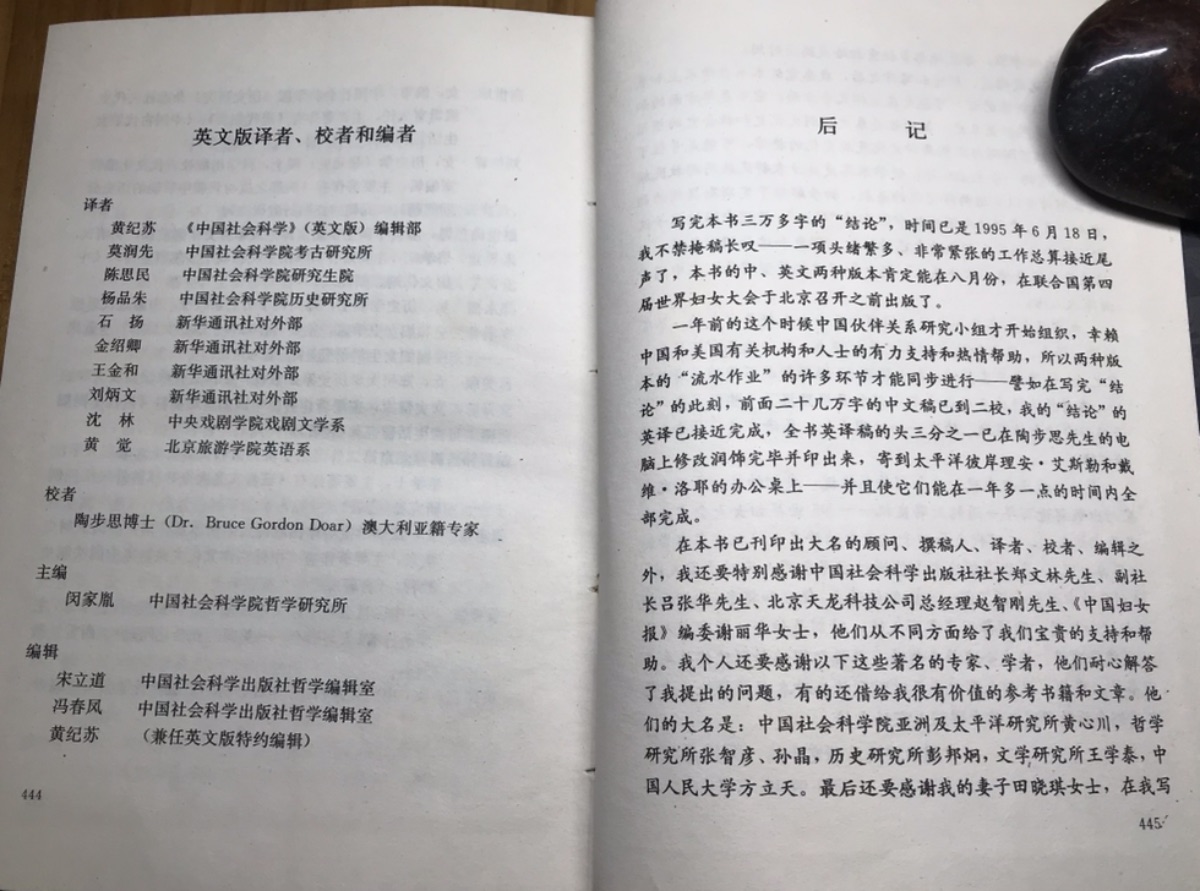 英文版译者、校者和编者
译者
黄纪苏 《中国社会科学》(英文版)编辑部
莫润先 中国社会科学院考古研究所
陈思民 中国社会科学院研究生院
杨品朱 中国社会科学院历史研究所
石 扬 新华通讯社对外部
金绍卿 新华通讯社对外部
王金和 新华通讯社对外部
刘炳文 新华通讯社对外部
沈 林 中央戏剧学院戏剧文学系
黄 觉 北京旅游学院英语系
校者
陶步思博士(Dr. Bruce Gordon Doar)澳大利亚籍专家
主编
闵家胤 中国社会科学院哲学研究所
编辑
宋立道 中国社会科学出版社哲学编辑室
冯春凤 中国社会科学出版社哲学编辑室
黄纪苏 (兼任英文版特约编辑)
444
后 记
写完本书三万多字的“结论”,时间已是1995年6月18日,
我不禁掩稿长叹——一项头绪繁多、非常紧张的工作总算接近尾
声了,本书的中、英文两种版本肯定能在八月份,在联合国第四
届世界妇女大会于北京召开之前出版了。
一年前的这个时候中国伙伴关系研究小组才开始组织,幸赖
中国和美国有关机构和人士的有力支持和热情帮助,所以两种版
本的“流水作业”的许多环节才能同步进行——譬如在写完“结
论”的此刻,前面二十几万字的中文稿已到二校,我的“结论”的
英译已接近完成,全书英译稿的头三分之一已在陶步思先生的电
脑上修改润饰完毕并印出来,寄到太平洋彼岸理安·艾斯勒和戴
维·洛耶的办公桌上——并且使它们能在一年多一点的时间内全
部完成。
在本书已刊印出大名的顾问、撰稿人、译者、校者、编辑之
外,我还要特别感谢中国社会科学出版社社长郑文林先生、副社
长吕张华先生、北京天龙科技公司总经理赵智刚先生、《中国妇女
报》编委谢丽华女士,他们从不同方面给了我们宝贵的支持和帮
助。我个人还要感谢以下这些著名的专家、学者,他们耐心解答
了我提出的问题,有的还借给我很有价值的参考书籍和文章。他
们的大名是:中国社会科学院亚洲及太平洋研究所黄心川,哲学
研究所张智彦、孙晶,历史研究所彭邦炯,文学研究所王学泰,中
国人民大学方立天。最后还要感谢我的妻子田晓琪女士,在我写
445